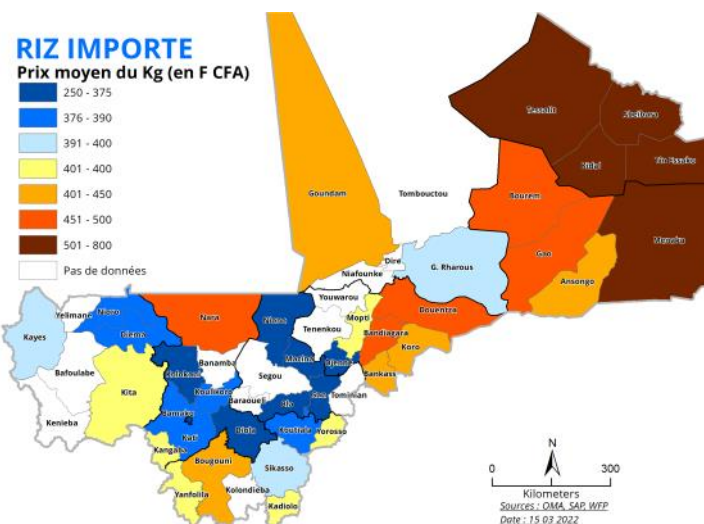 RIZ IMPORTE
Prix moyen du Kg (en F CFA)
250 - 375
376 - 390
391 - 400
401 - 400
401 - 450
451 - 500
501 - 800
Pas de données
Tessalit
Abeibara
Kidal
Tin Essako
Goundam
Tombouctou
Bourem
Menaka
Gao
Dire
G. Rharous
Niafounke
Ansongo
Youwarou
Yelimane
Nioro
Nara
Niono
Mopti
Douentza
Kayes
Diema
Tenenkou
Bandiagara
Koro
Banamba
Macina
Djenne
Bafoulabe
Kolokani
Segou
Bankass
Kita
Koulikoro
San
Tominian
Baraoueli
Bla
Kenieba
Bamako
Kati
Diola
Koutiala
Yorosso
Kangaba
Bougouni
Sikasso
Yanfolila
Kolondieba
Kadiolo
N
0 300
Kilometers
Sources : OMA, SAP, WFP
Date : 15 03 2022